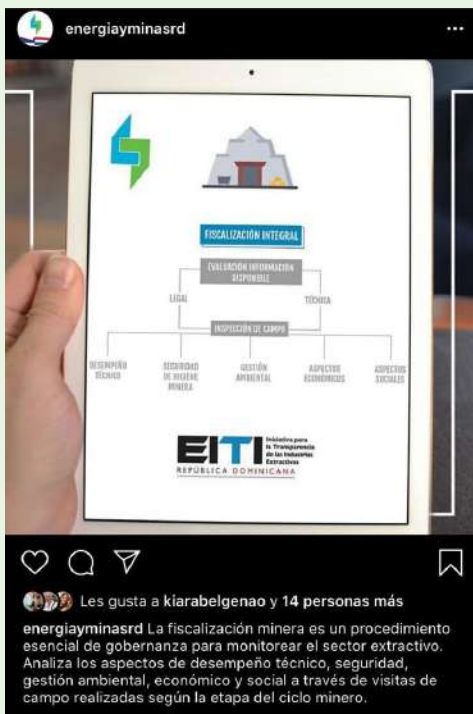 energiayminasrd
FISCALIZACIÓN INTEGRAL
EVALUACIÓN INFORMACIÓN
DISPONIBLE
LEGAL
TÉCNICA
INSPECCIÓN DE CAMPO
DESEMPEÑO
TÉCNICO
SEGURIDAD
DE HIGIENE
MINERA
GESTIÓN
AMBIENTAL
ASPECTOS
ECONÓMICOS
ASPECTOS
SOCIALES
EITI
Iniciativa para
la Transparencia
de las Industrias
Extractivas
REPÚBLICA DOMINICANA
Les gusta a kiarabelgenao y 14 personas más
energiayminasrd La fiscalización minera es un procedimiento
esencial de gobernanza para monitorear el sector extractivo.
Analiza los aspectos de desempeño técnico, seguridad,
gestión ambiental, económico y social a través de visitas de
campo realizadas según la etapa del ciclo minero.